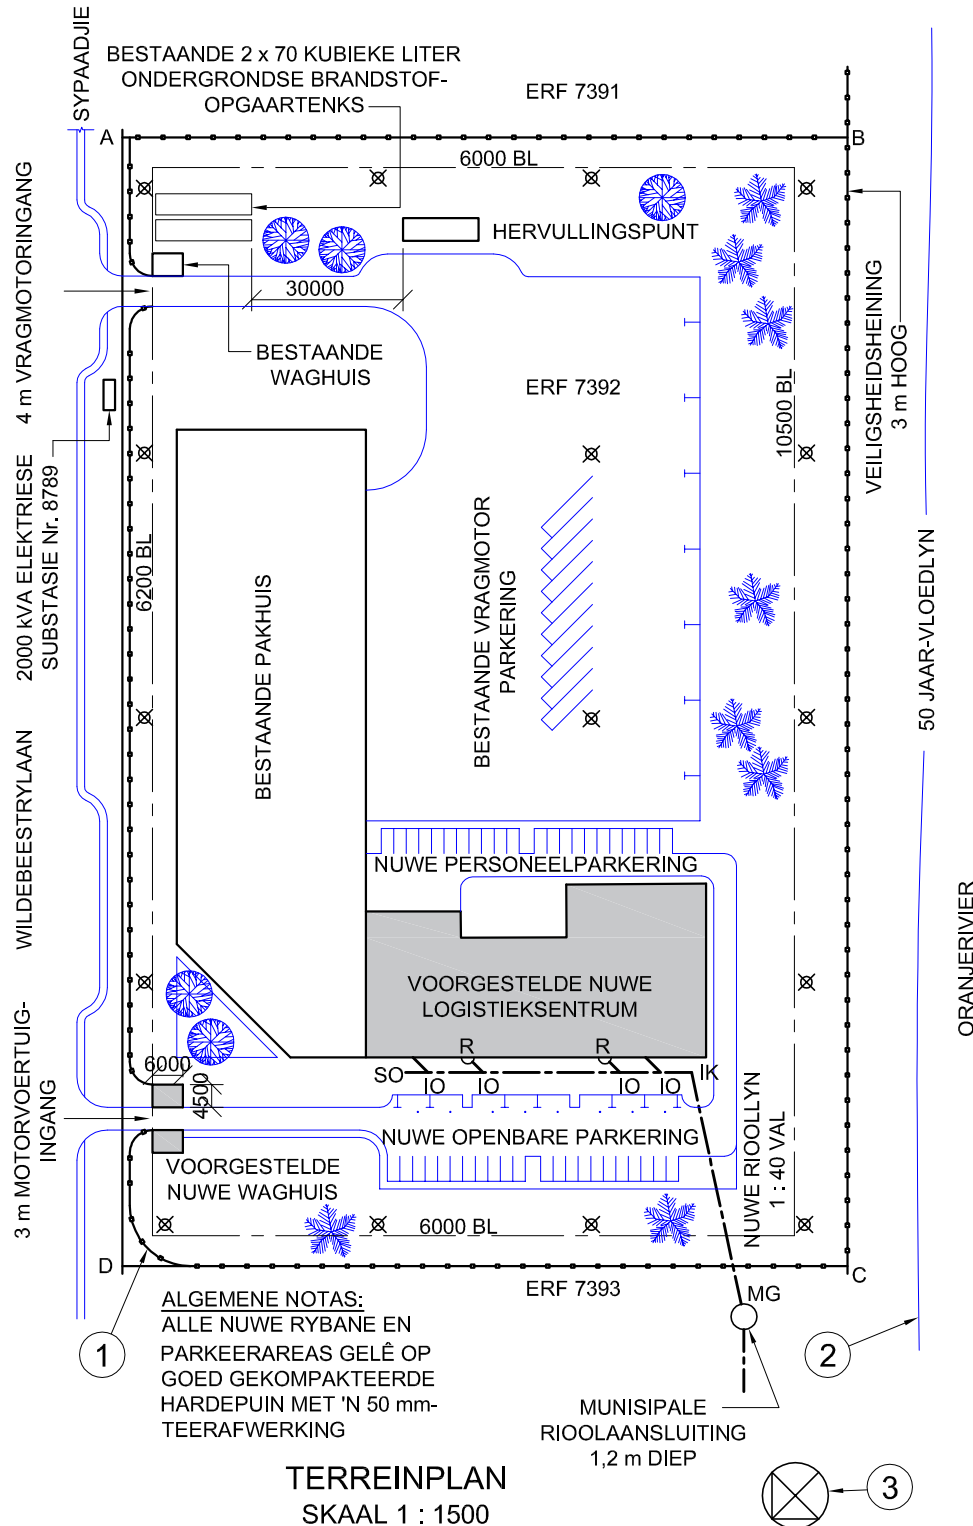 SYPAADJIE
BESTAANDE 2 x 70 KUBIEKE LITER
ONDERGRONDSE BRANDSTOF-
OPGAARTENKS
ERF 7391
A
B
6000 BL
HERVULLINGSPUNT
4 m VRAGMOTORINGANG
30000
BESTAANDE
WAGHUIS
ERF 7392
10500 BL
VEILIGSHEIDSHEINING
3 m HOOG
2000 KVA ELEKTRIESE
SUBSTASIE Nr. 8789
6200 BL
BESTAANDE PAKHUIS
BESTAANDE VRAGMOTOR
PARKERING
50 JAAR-VLOEDLYN
WILDEBEESTRYLAAN
NUWE PERSONEELPARKERING
ORANJERIVIER
VOORGESTELDE NUWE
LOGISTIEKSENTRUM
R
R
6000
4500
SO
IO
IO
IO
IO
IK
3 m MOTORVOERTUIG-
INGANG
NUWE OPENBARE PARKERING
NUWE RIOOLLYN
1 : 40 VAL
VOORGESTELDE
NUWE WAGHUIS
6000 BL
D
C
ERF 7393
MG
1
2
ALGEMENE NOTAS:
ALLE NUWE RYBANE EN
PARKEERAREAS GELÊ OP
GOED GEKOMPAKTEERDE
HARDEPUIN MET 'N 50 mm-
TEERAFWERKING
MUNISIPALE
RIOOLAANSLUITING
1,2 m DIEP
TERREINPLAN
SKAAL 1 : 1500
3